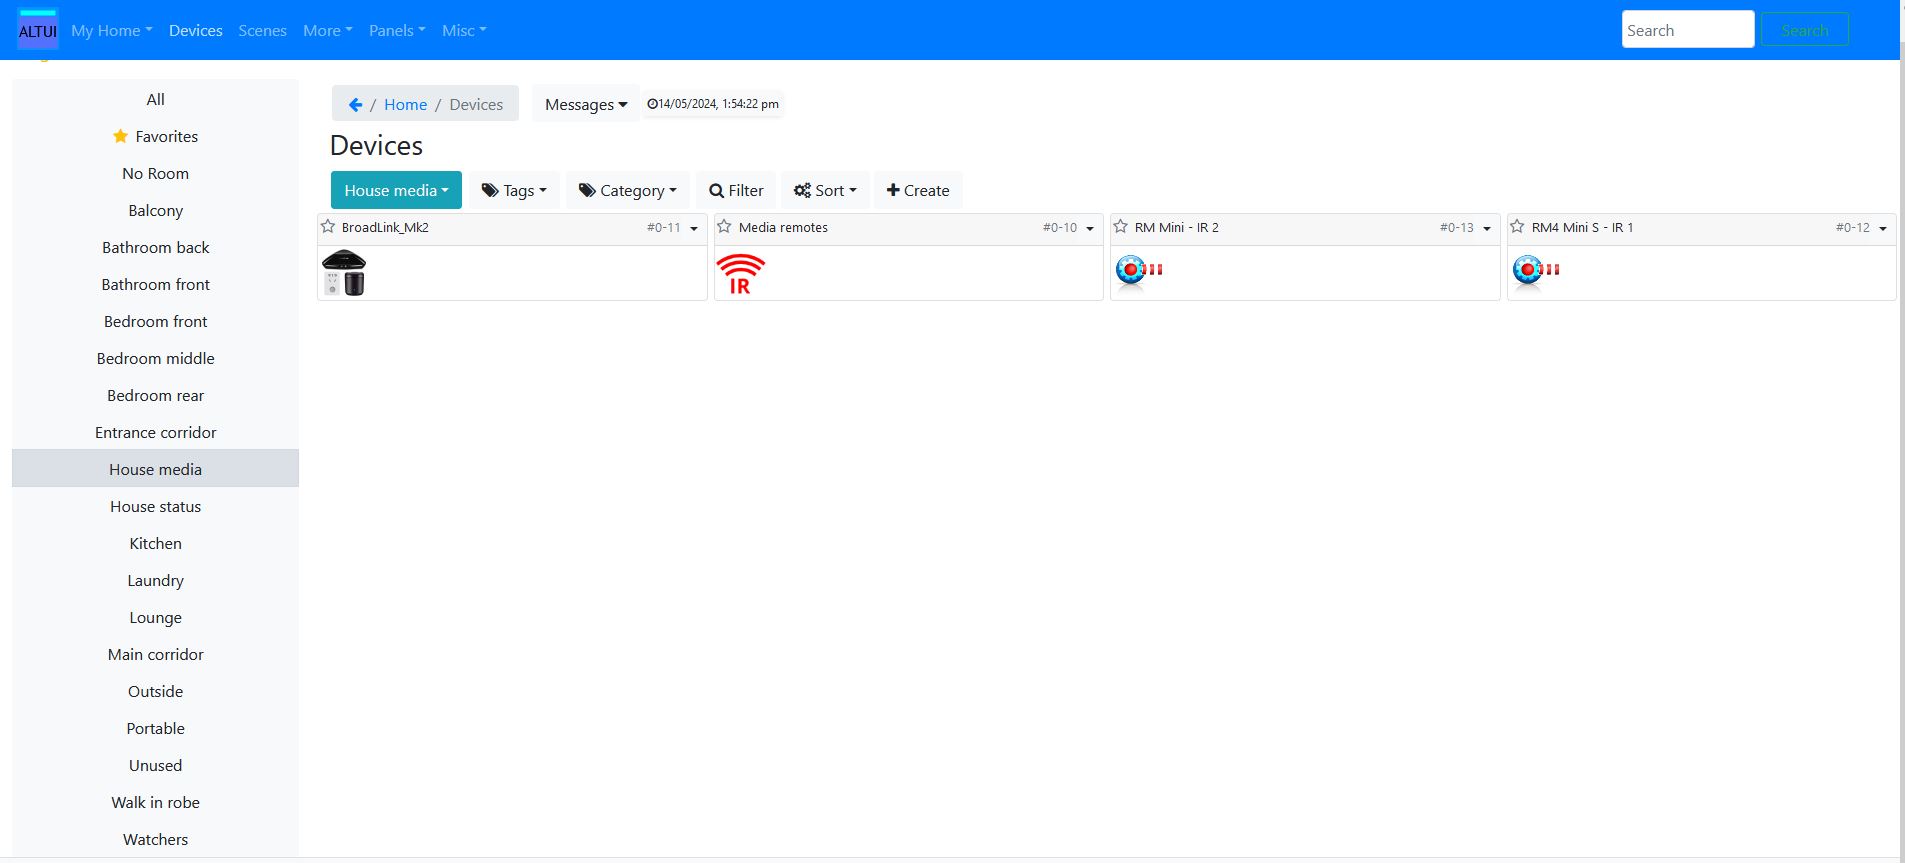 ALTUI My Home Devices Scenes More Panels Misc Search Search
All
Favorites
No Room
Balcony
Bathroom back
Bathroom front
Bedroom front
Bedroom middle
Bedroom rear
Entrance corridor
House media
House status
Kitchen
Laundry
Lounge
Main corridor
Outside
Portable
Unused
Walk in robe
Watchers
/ Home / Devices Messages 14/05/2024, 1:54:22 pm
Devices
House media Tags Category Filter Sort Create
BroadLink_Mk2 #0-11
Media remotes #0-10
IR
RM Mini - IR 2 #0-13
RM4 Mini S - IR 1 #0-12